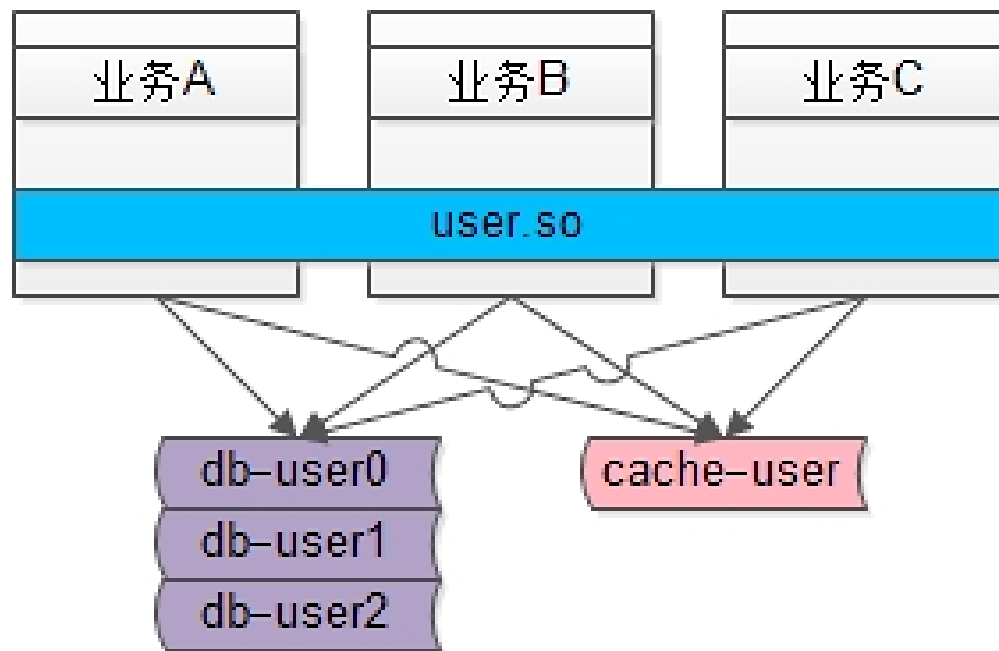 业务A
业务B
业务C
user.so
db-user0
cache-user
db-user1
db-user2